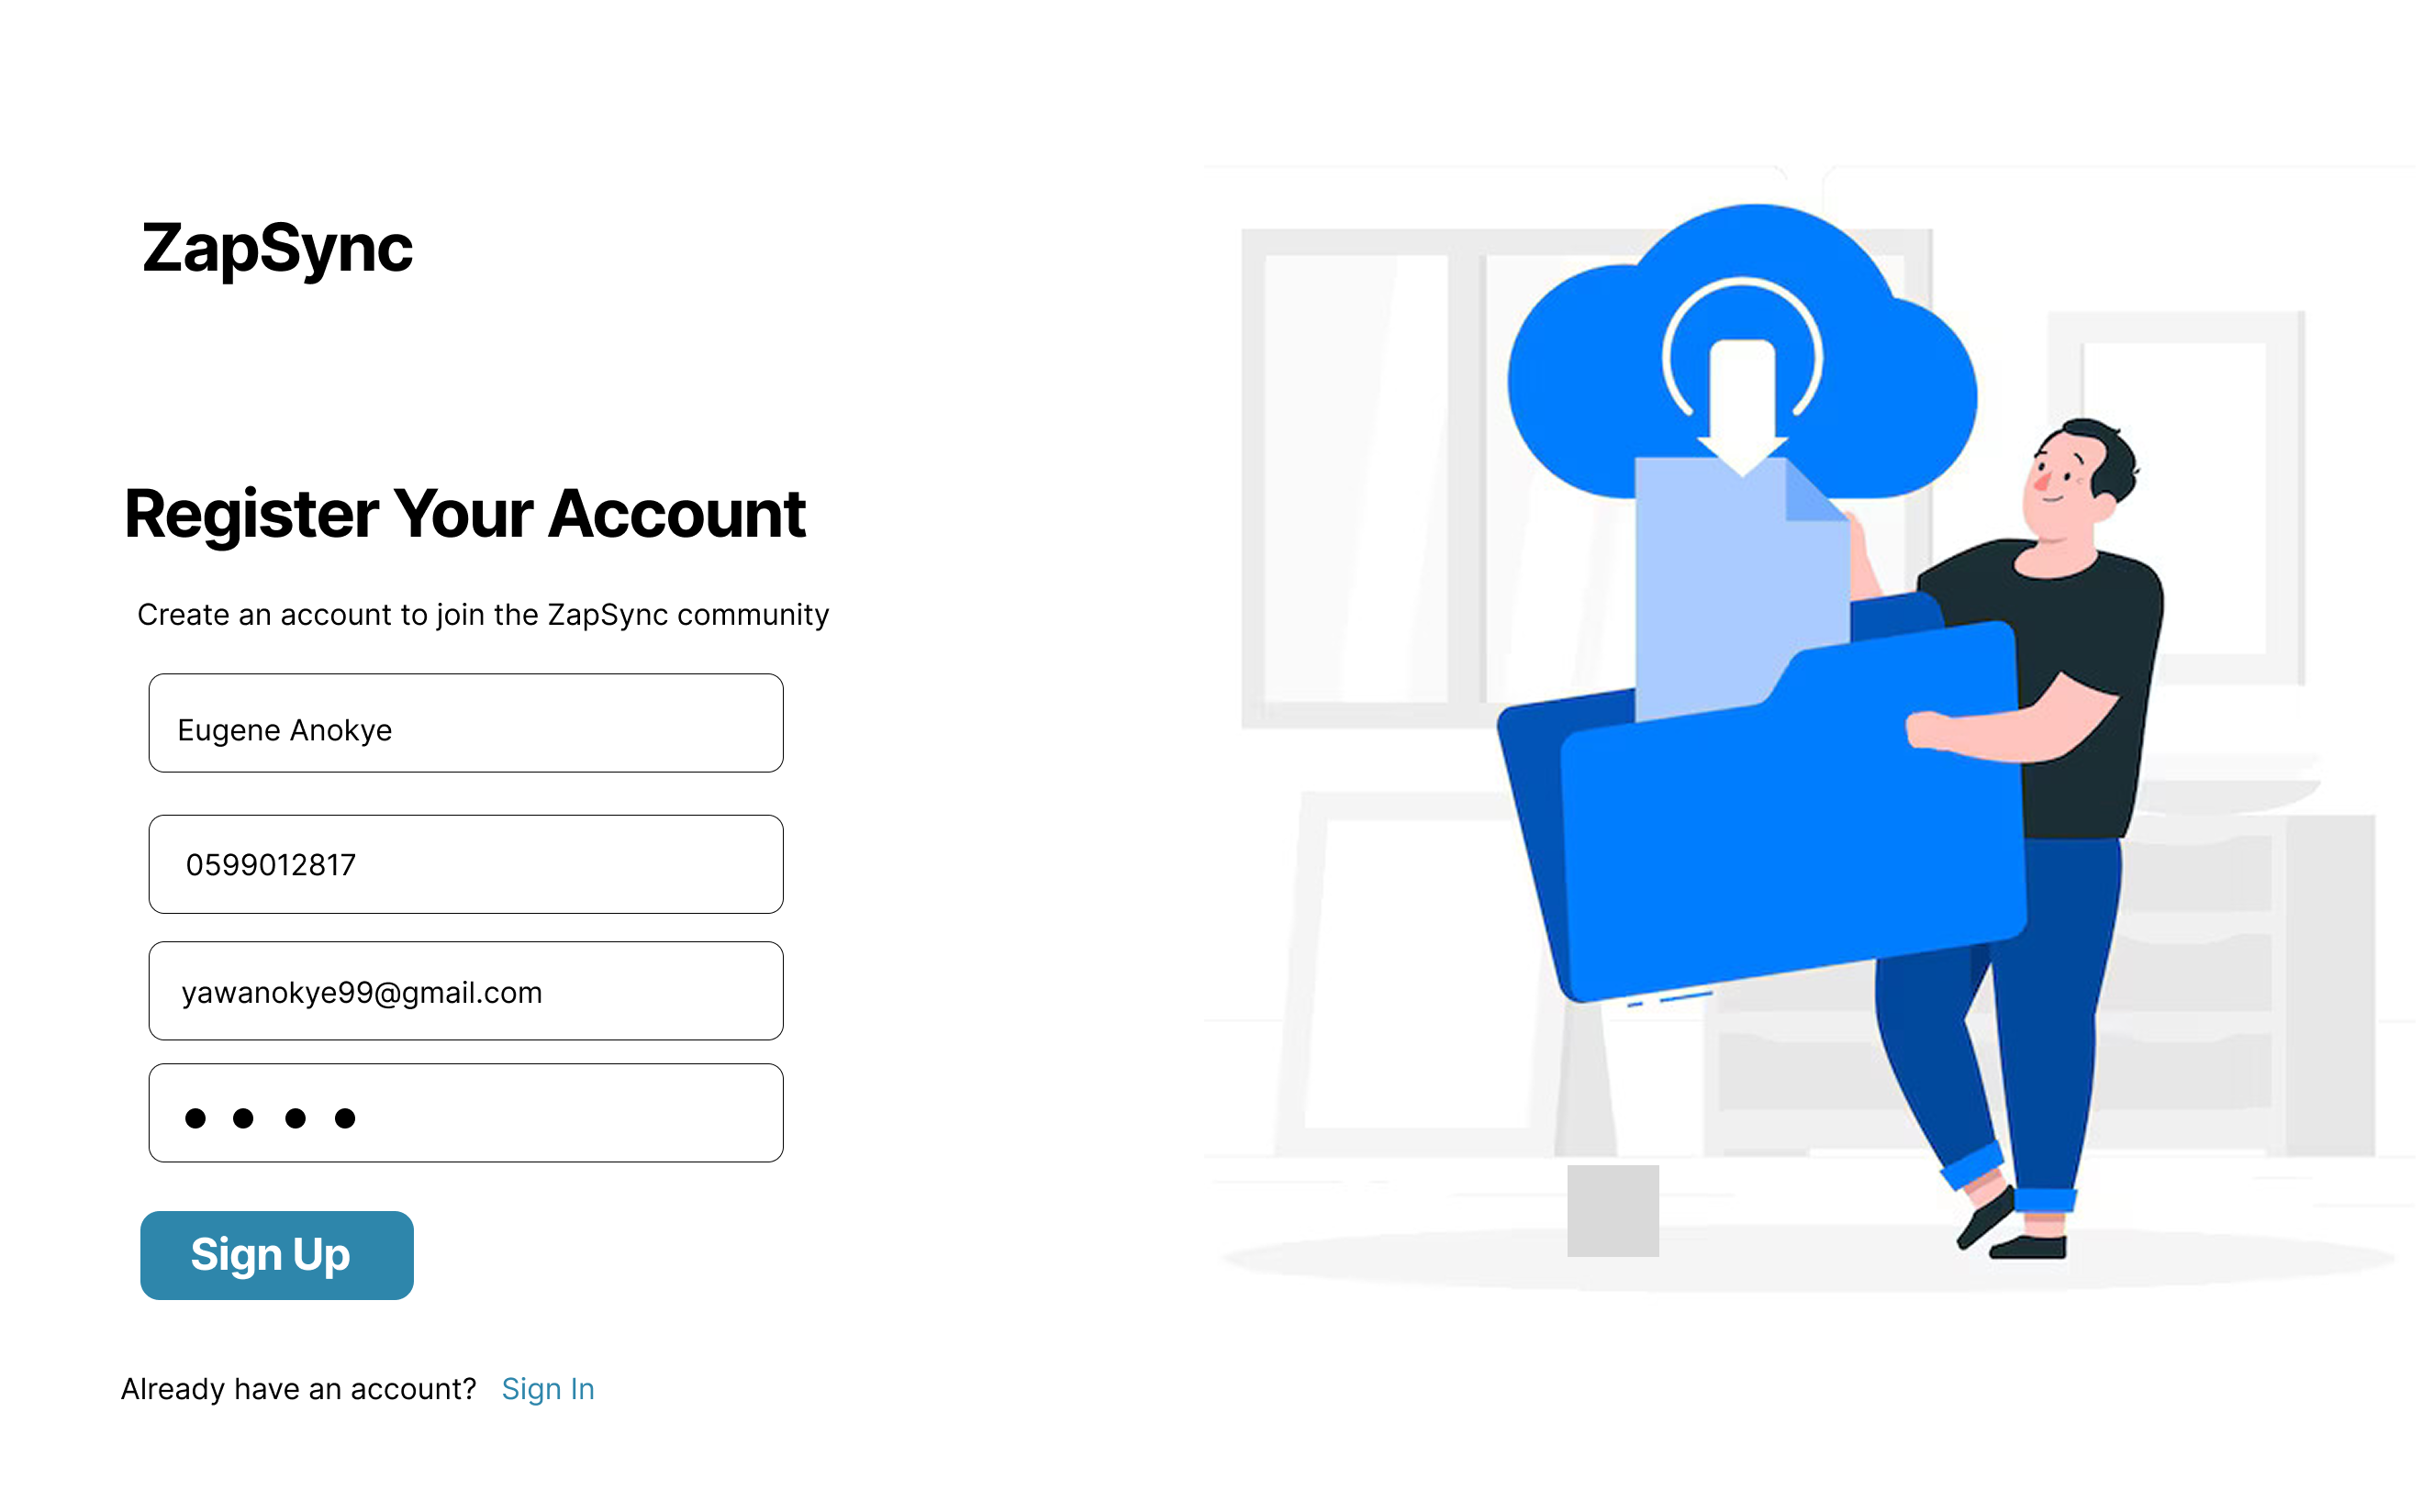 ZapSync
Register Your Account
Create an account to join the ZapSync community
Eugene Anokye
0599012817
yawanokye99@gmail.com
Sign Up
Already have an account? Sign In